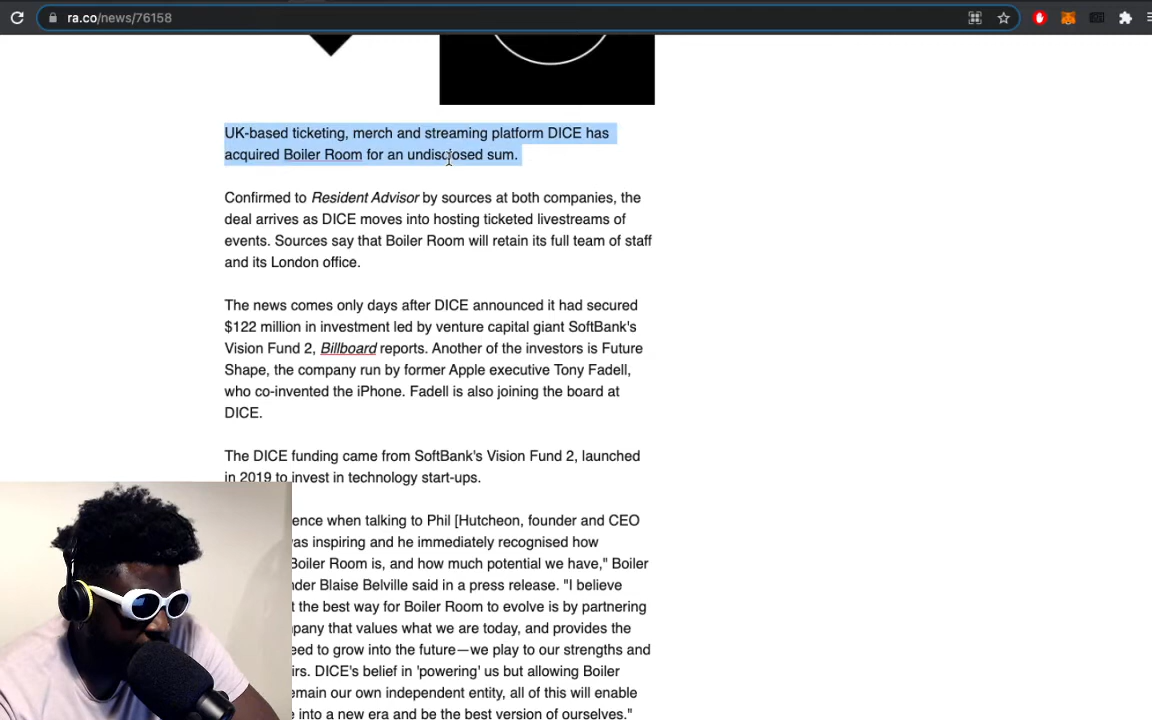 ra.co/news/76158
UK-based ticketing, merch and streaming platform DICE has
acquired Boiler Room for an undisclosed sum.
Confirmed to Resident Advisor by sources at both companies, the
deal arrives as DICE moves into hosting ticketed livestreams of
events. Sources say that Boiler Room will retain its full team of staff
and its London office.
The news comes only days after DICE announced it had secured
$122 million in investment led by venture capital giant SoftBank's
Vision Fund 2, Billboard reports. Another of the investors is Future
Shape, the company run by former Apple executive Tony Fadell,
who co-invented the iPhone. Fadell is also joining the board at
DICE.
The DICE funding came from SoftBank's Vision Fund 2, launched
in 2019 to invest in technology start-ups.
ence when talking to Phil [Hutcheon, founder and CEO
was inspiring and he immediately recognised how
Boiler Room is, and how much potential we have," Boiler
nder Blaise Belville said in a press release. "I believe
t the best way for Boiler Room to evolve is by partnering
mpany that values what we are today, and provides the
eed to grow into the future—we play to our strengths and
irs. DICE's belief in 'powering' us but allowing Boiler
emain our own independent entity, all of this will enable
e into a new era and be the best version of ourselves."